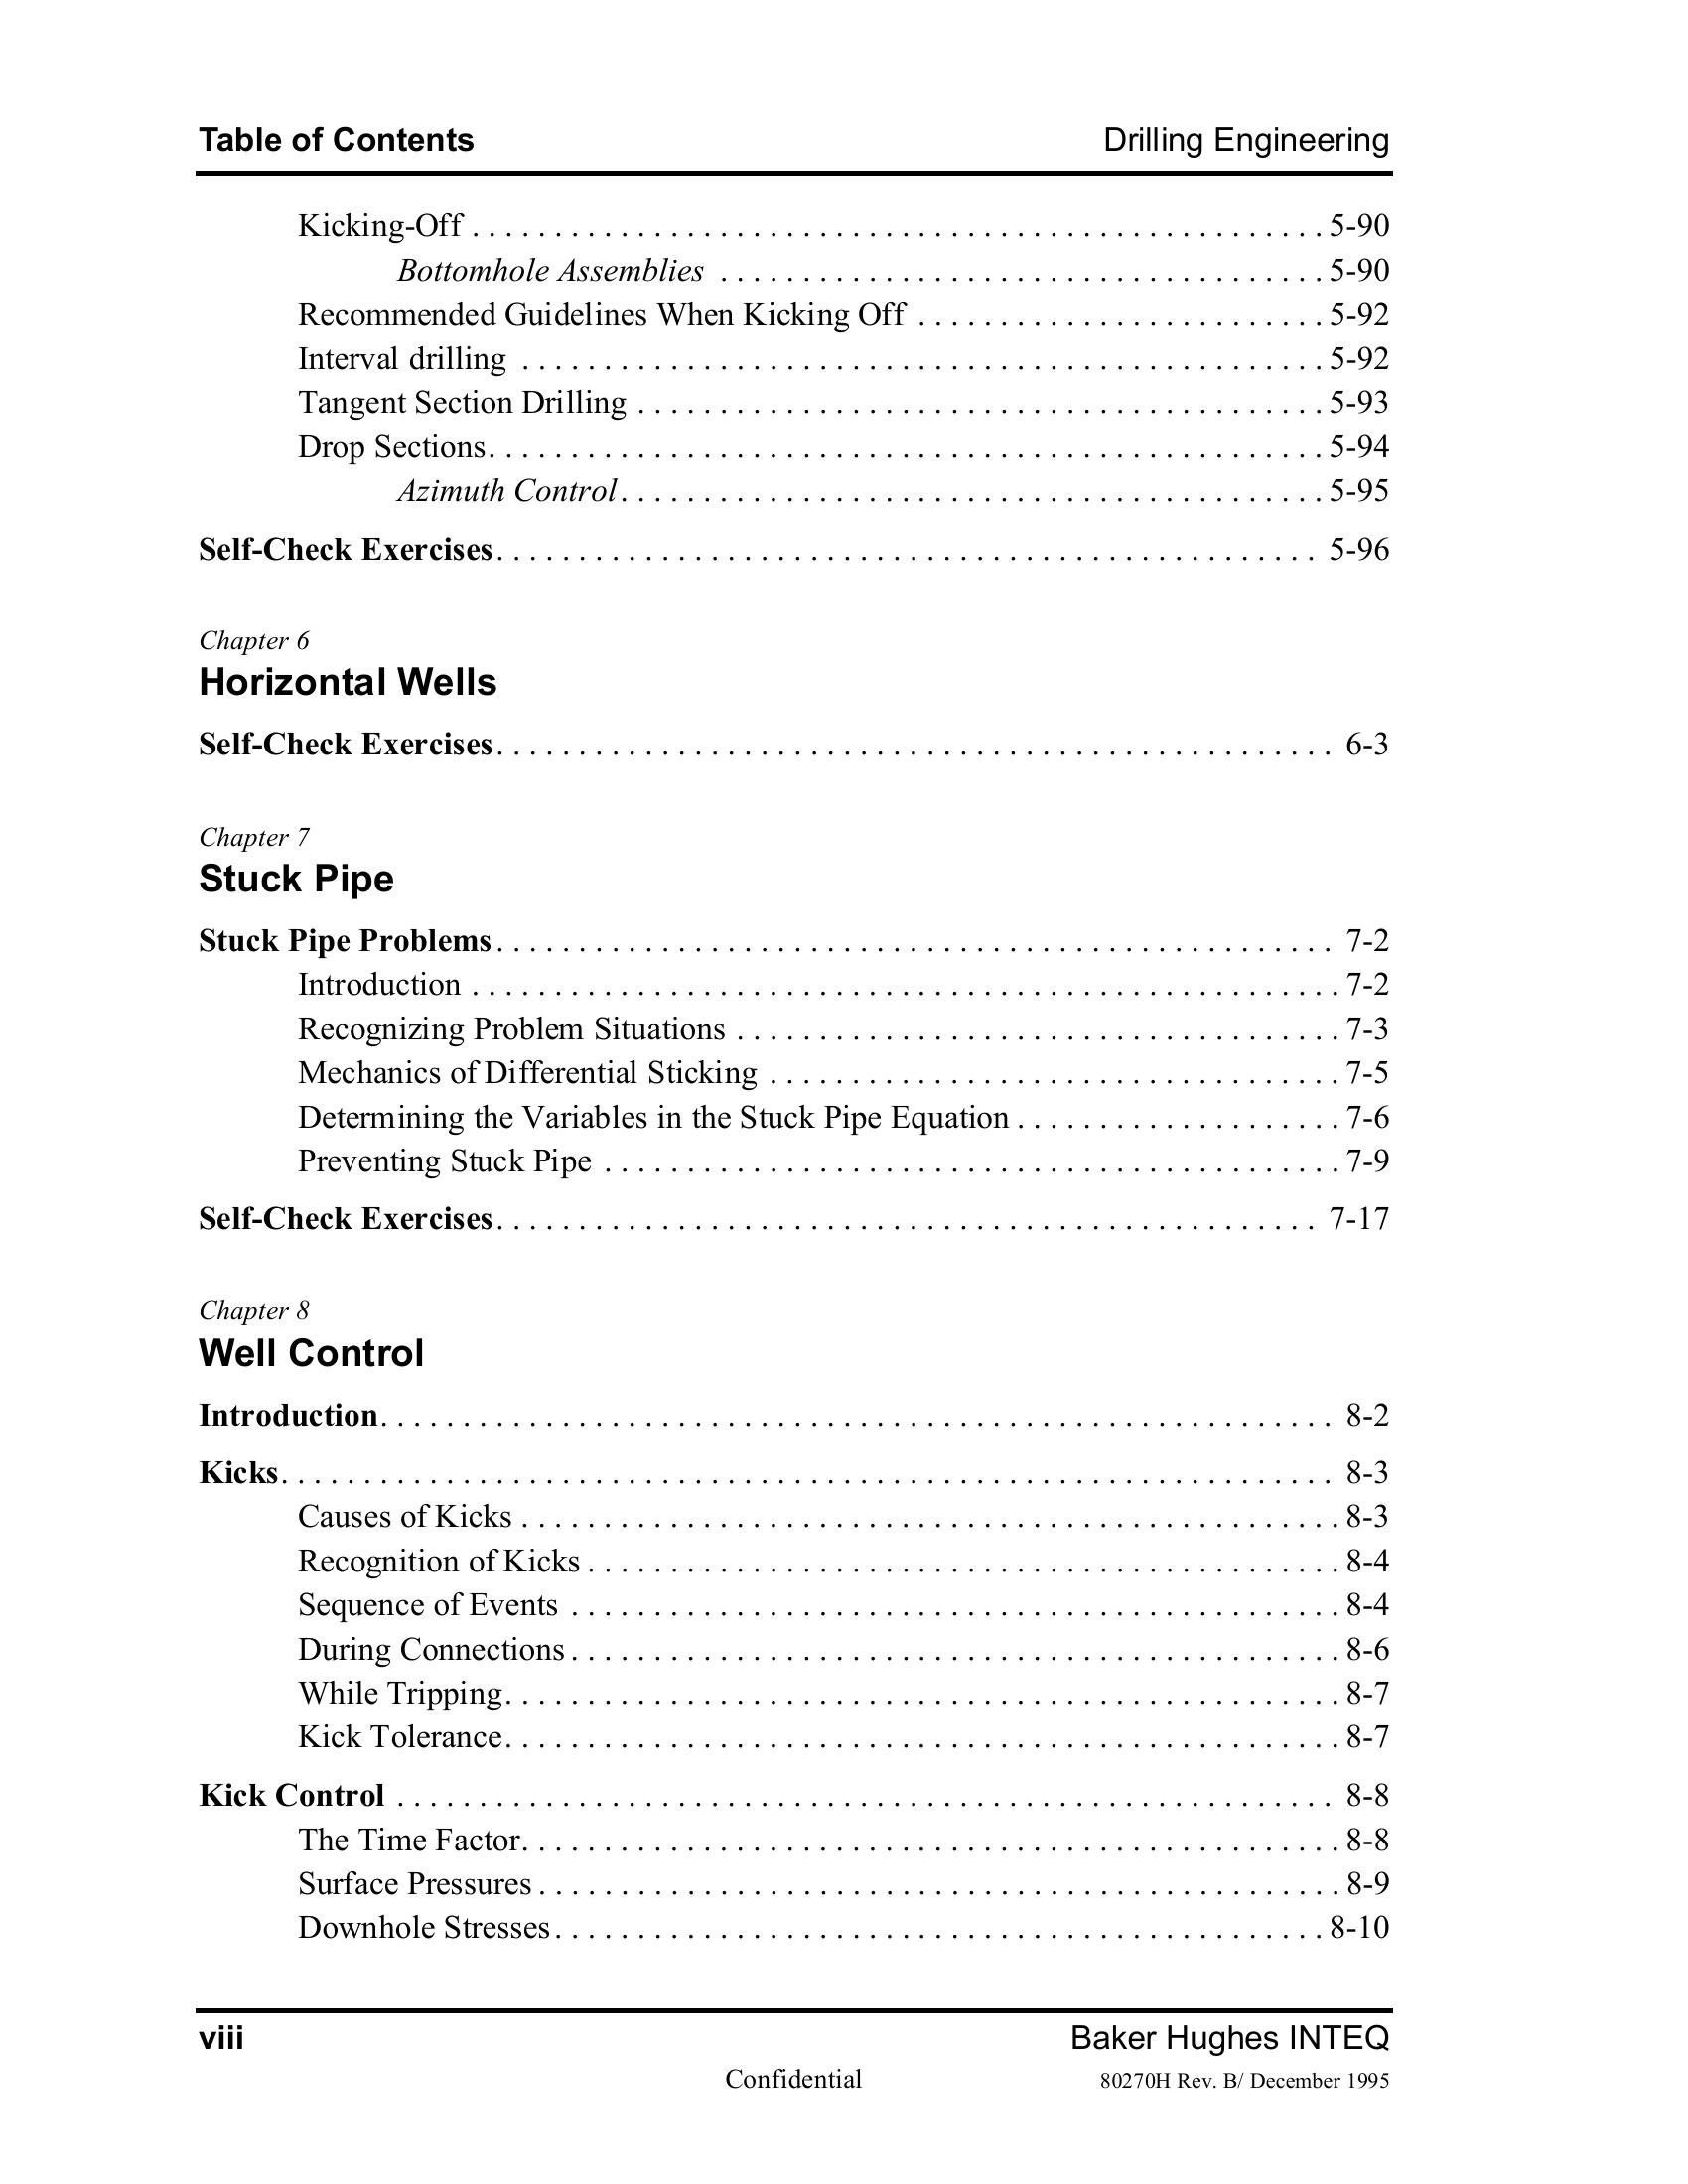 Table of Contents Drilling Engineering
Kicking-Off . . . . . . . . . . . . . . . . . . . . . . . . . . . . . . . . . . . . . . . . . . . . . . . . . . . . 5-90
Bottomhole Assemblies . . . . . . . . . . . . . . . . . . . . . . . . . . . . . . . . . . . . . 5-90
Recommended Guidelines When Kicking Off . . . . . . . . . . . . . . . . . . . . . . . . . 5-92
Interval drilling . . . . . . . . . . . . . . . . . . . . . . . . . . . . . . . . . . . . . . . . . . . . . . . . . 5-92
Tangent Section Drilling . . . . . . . . . . . . . . . . . . . . . . . . . . . . . . . . . . . . . . . . . . 5-93
Drop Sections. . . . . . . . . . . . . . . . . . . . . . . . . . . . . . . . . . . . . . . . . . . . . . . . . . . 5-94
Azimuth Control. . . . . . . . . . . . . . . . . . . . . . . . . . . . . . . . . . . . . . . . . . . 5-95
Self-Check Exercises. . . . . . . . . . . . . . . . . . . . . . . . . . . . . . . . . . . . . . . . . . . . . . . . . . 5-96
Chapter 6
Horizontal Wells
Self-Check Exercises. . . . . . . . . . . . . . . . . . . . . . . . . . . . . . . . . . . . . . . . . . . . . . . . . . . 6-3
Chapter 7
Stuck Pipe
Stuck Pipe Problems. . . . . . . . . . . . . . . . . . . . . . . . . . . . . . . . . . . . . . . . . . . . . . . . . . . 7-2
Introduction . . . . . . . . . . . . . . . . . . . . . . . . . . . . . . . . . . . . . . . . . . . . . . . . . . . . . 7-2
Recognizing Problem Situations . . . . . . . . . . . . . . . . . . . . . . . . . . . . . . . . . . . . . 7-3
Mechanics of Differential Sticking . . . . . . . . . . . . . . . . . . . . . . . . . . . . . . . . . . . 7-5
Determining the Variables in the Stuck Pipe Equation . . . . . . . . . . . . . . . . . . . . 7-6
Preventing Stuck Pipe . . . . . . . . . . . . . . . . . . . . . . . . . . . . . . . . . . . . . . . . . . . . . 7-9
Self-Check Exercises. . . . . . . . . . . . . . . . . . . . . . . . . . . . . . . . . . . . . . . . . . . . . . . . . . 7-17
Chapter 8
Well Control
Introduction. . . . . . . . . . . . . . . . . . . . . . . . . . . . . . . . . . . . . . . . . . . . . . . . . . . . . . . . . . 8-2
Kicks. . . . . . . . . . . . . . . . . . . . . . . . . . . . . . . . . . . . . . . . . . . . . . . . . . . . . . . . . . . . . . . . 8-3
Causes of Kicks . . . . . . . . . . . . . . . . . . . . . . . . . . . . . . . . . . . . . . . . . . . . . . . . . . 8-3
Recognition of Kicks . . . . . . . . . . . . . . . . . . . . . . . . . . . . . . . . . . . . . . . . . . . . . . 8-4
Sequence of Events . . . . . . . . . . . . . . . . . . . . . . . . . . . . . . . . . . . . . . . . . . . . . . . 8-4
During Connections . . . . . . . . . . . . . . . . . . . . . . . . . . . . . . . . . . . . . . . . . . . . . . . 8-6
While Tripping. . . . . . . . . . . . . . . . . . . . . . . . . . . . . . . . . . . . . . . . . . . . . . . . . . . 8-7
Kick Tolerance. . . . . . . . . . . . . . . . . . . . . . . . . . . . . . . . . . . . . . . . . . . . . . . . . . . 8-7
Kick Control . . . . . . . . . . . . . . . . . . . . . . . . . . . . . . . . . . . . . . . . . . . . . . . . . . . . . . . . . 8-8
The Time Factor. . . . . . . . . . . . . . . . . . . . . . . . . . . . . . . . . . . . . . . . . . . . . . . . . . 8-8
Surface Pressures . . . . . . . . . . . . . . . . . . . . . . . . . . . . . . . . . . . . . . . . . . . . . . . . . 8-9
Downhole Stresses . . . . . . . . . . . . . . . . . . . . . . . . . . . . . . . . . . . . . . . . . . . . . . . 8-10
viii Baker Hughes INTEQ
Confidential 80270H Rev. B/ December 1995